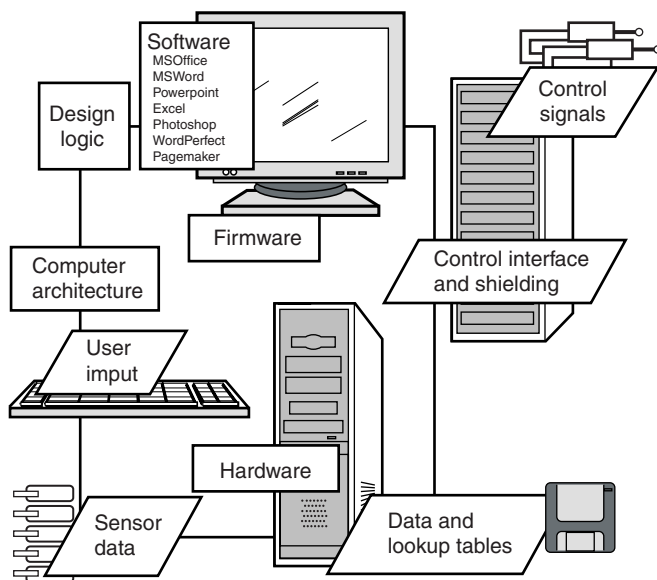 Software
MSOffice
MSWord
Powerpoint
Excel
Photoshop
WordPerfect
Pagemaker
Design
logic
Control
signals
Firmware
Computer
architecture
Control interface
and shielding
User
imput
Hardware
Sensor
data
Data and
lookup tables